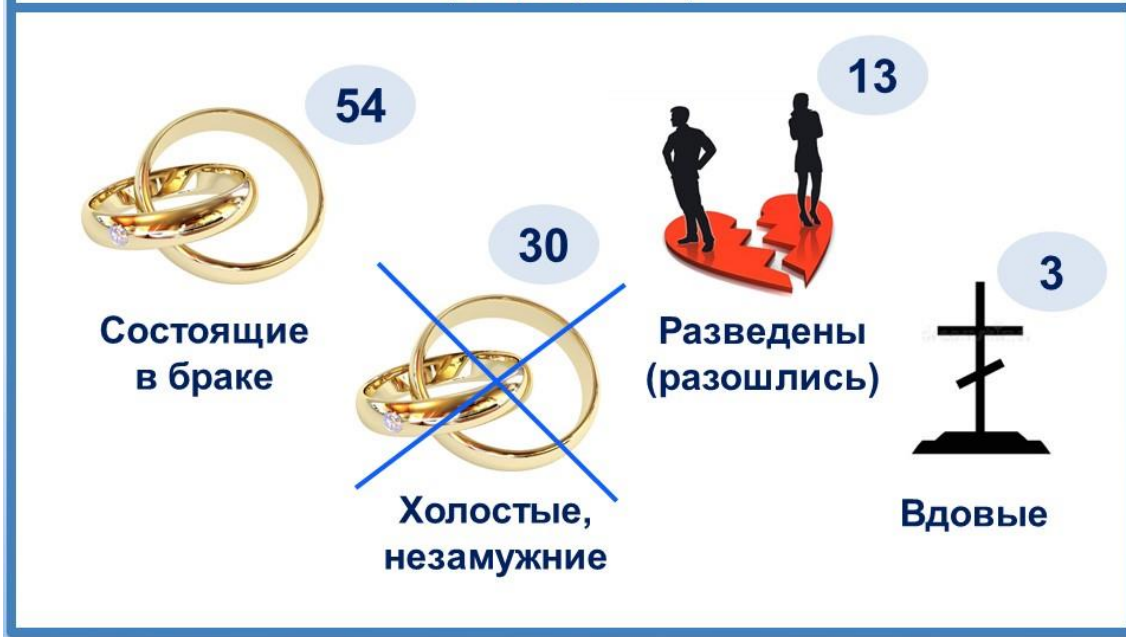 54
Состоящие
в браке
30
Холостые,
незамужние
13
Разведены
(разошлись)
3
Вдовые